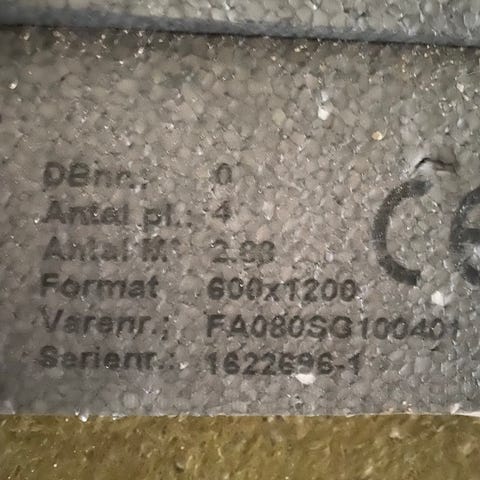 DBnr.: 0
Antal pl.: 4
Antal M² 2.88
Format 600x1200
Varenr.; FA080SG100401
Serienr.: 1622696-1
CE